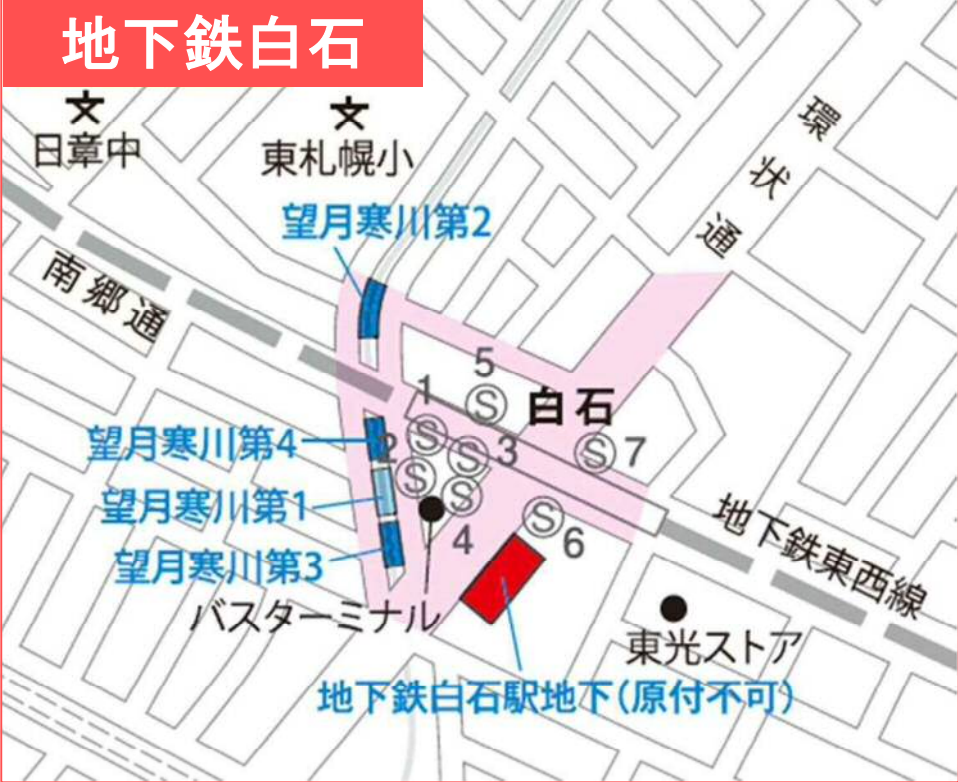 地下鉄白石
日章中
東札幌小
環状通
望月寒川第2
南郷通
5
1
白石
望月寒川第4
2
3
7
S
S
S
S
S
S
S
望月寒川第1
4
6
地下鉄東西線
望月寒川第3
バスターミナル
東光ストア
地下鉄白石駅地下(原付不可)